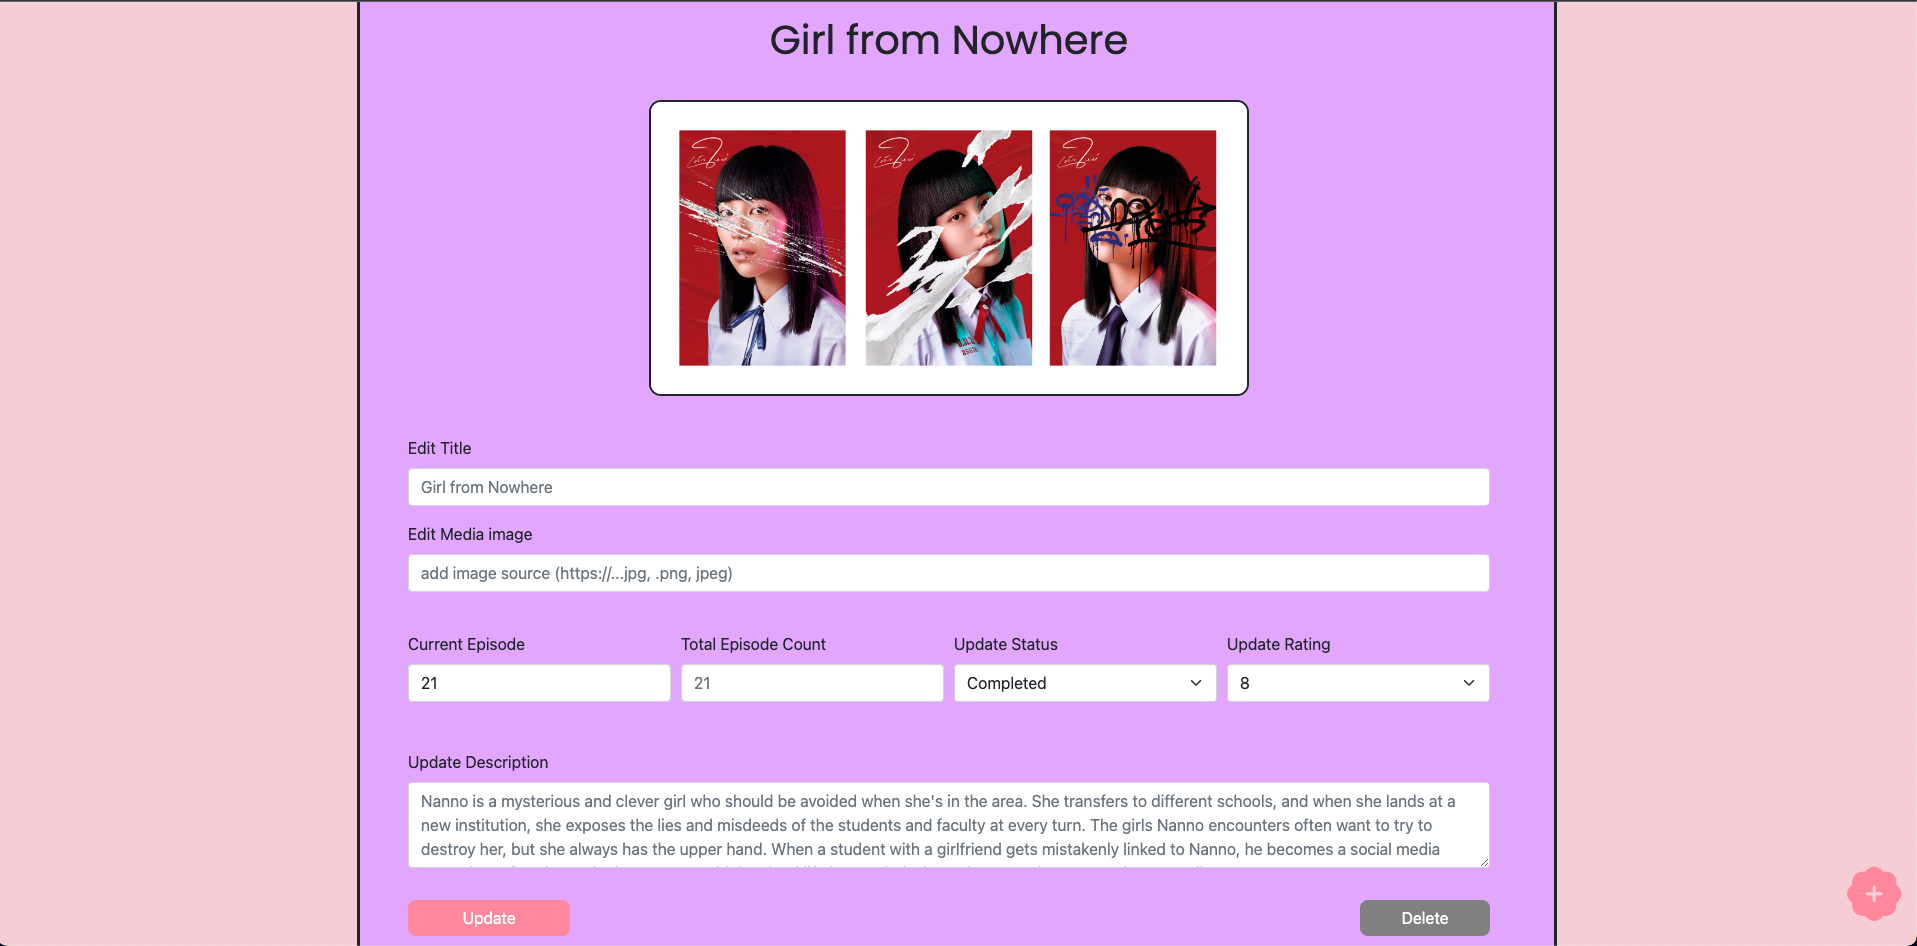 Girl from Nowhere
Edit Title
Girl from Nowhere
Edit Media image
add image source (https://...jpg, .png, jpeg)
Current Episode
Total Episode Count
Update Status
Update Rating
21
21
Completed
8
Update Description
Nanno is a mysterious and clever girl who should be avoided when she's in the area. She transfers to different schools, and when she lands at a
new institution, she exposes the lies and misdeeds of the students and faculty at every turn. The girls Nanno encounters often want to try to
destroy her, but she always has the upper hand. When a student with a girlfriend gets mistakenly linked to Nanno, he becomes a social media
Update
Delete
+